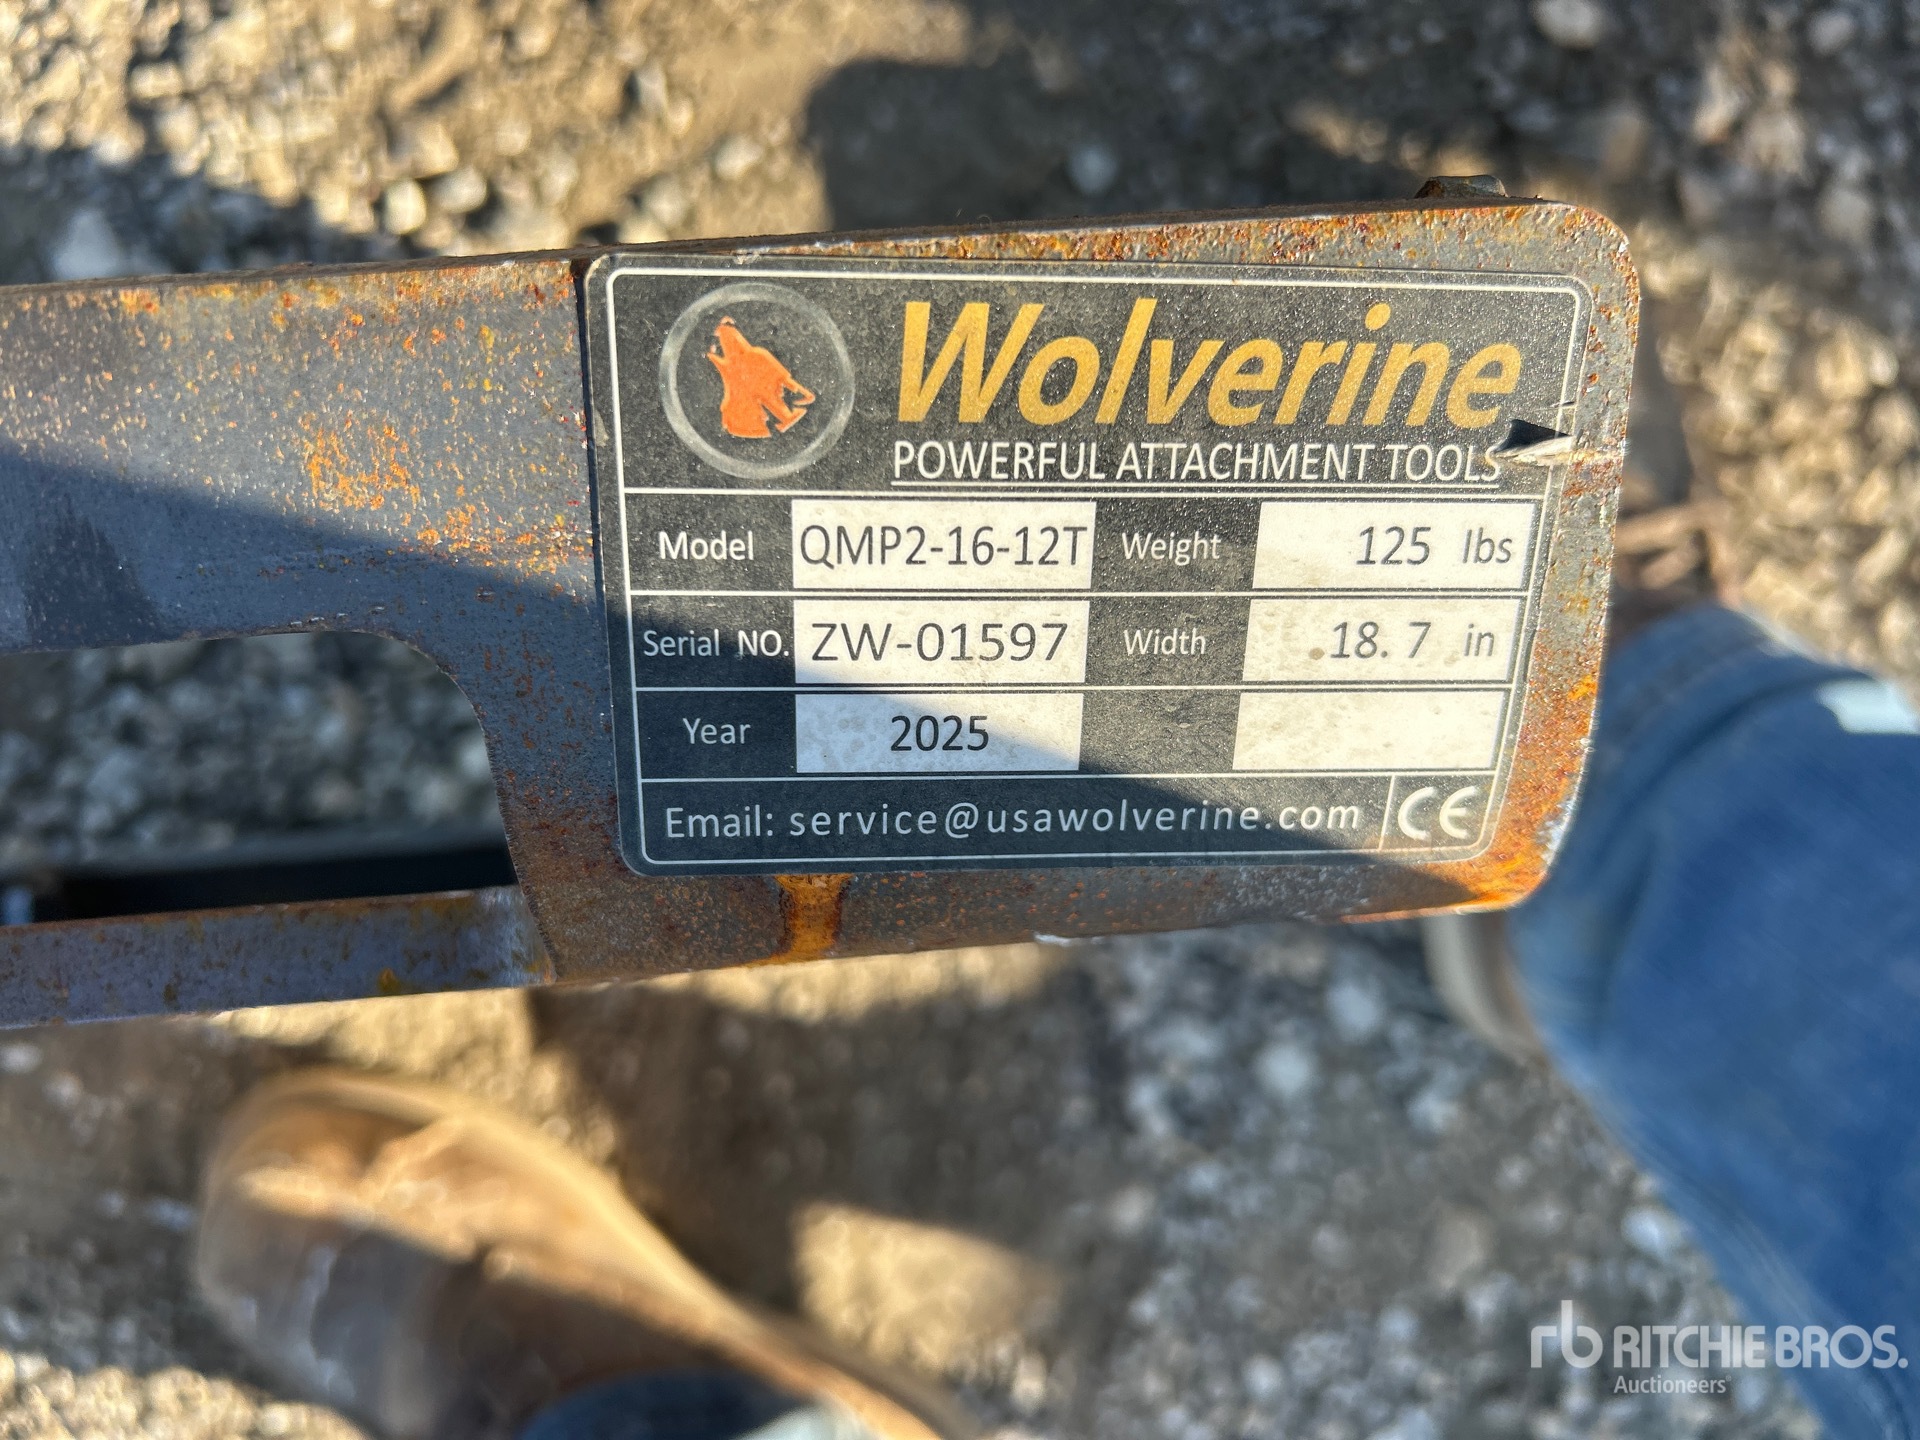 Wolverine
POWERFUL ATTACHMENT TOOLS
Model QMP2-16-12T Weight 125 lbs
Serial NO. ZW-01597 Width 18.7 in
Year 2025
Email: service@usawolverine.com CE
rb RITCHIE BROS.
Auctioneers